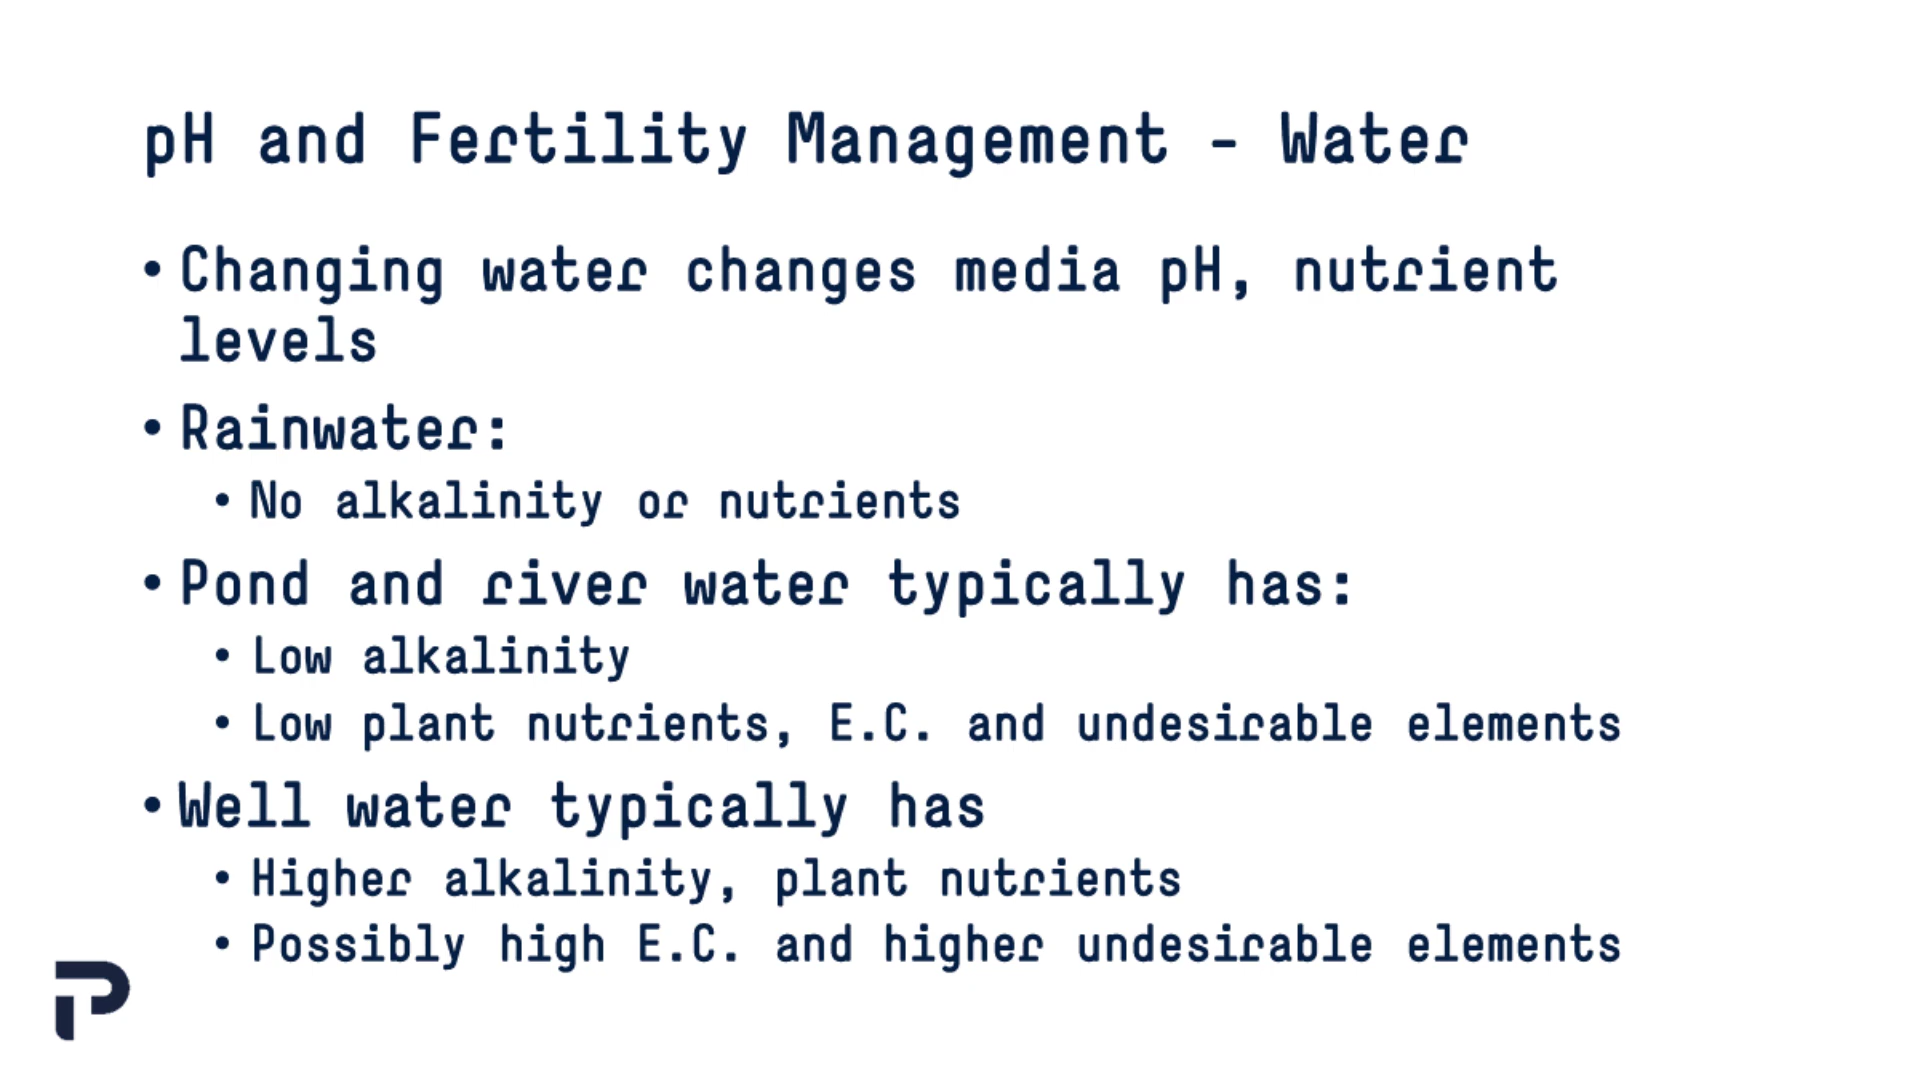 pH and Fertility Management - Water
• Changing water changes media pH, nutrient
levels
• Rainwater:
• No alkalinity or nutrients
• Pond and river water typically has:
• Low alkalinity
• Low plant nutrients, E.C. and undesirable elements
• Well water typically has
• Higher alkalinity, plant nutrients
• Possibly high E.C. and higher undesirable elements
P